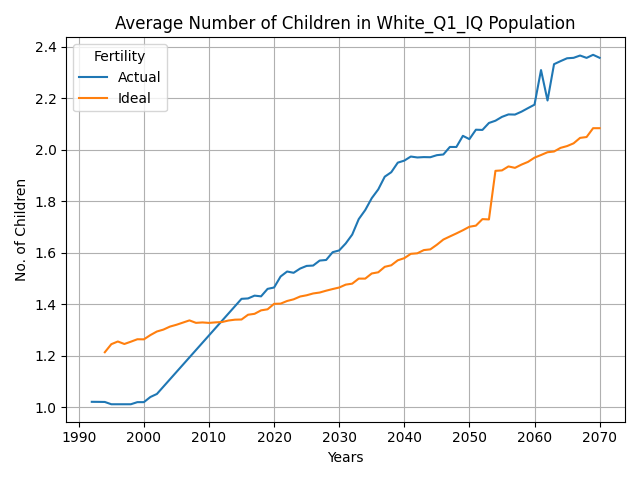 Average Number of Children in White_Q1_IQ Population
Fertility
Actual
Ideal
No. of Children
2.4
2.2
2.0
1.8
1.6
1.4
1.2
1.0
1990 2000 2010 2020 2030 2040 2050 2060 2070
Years